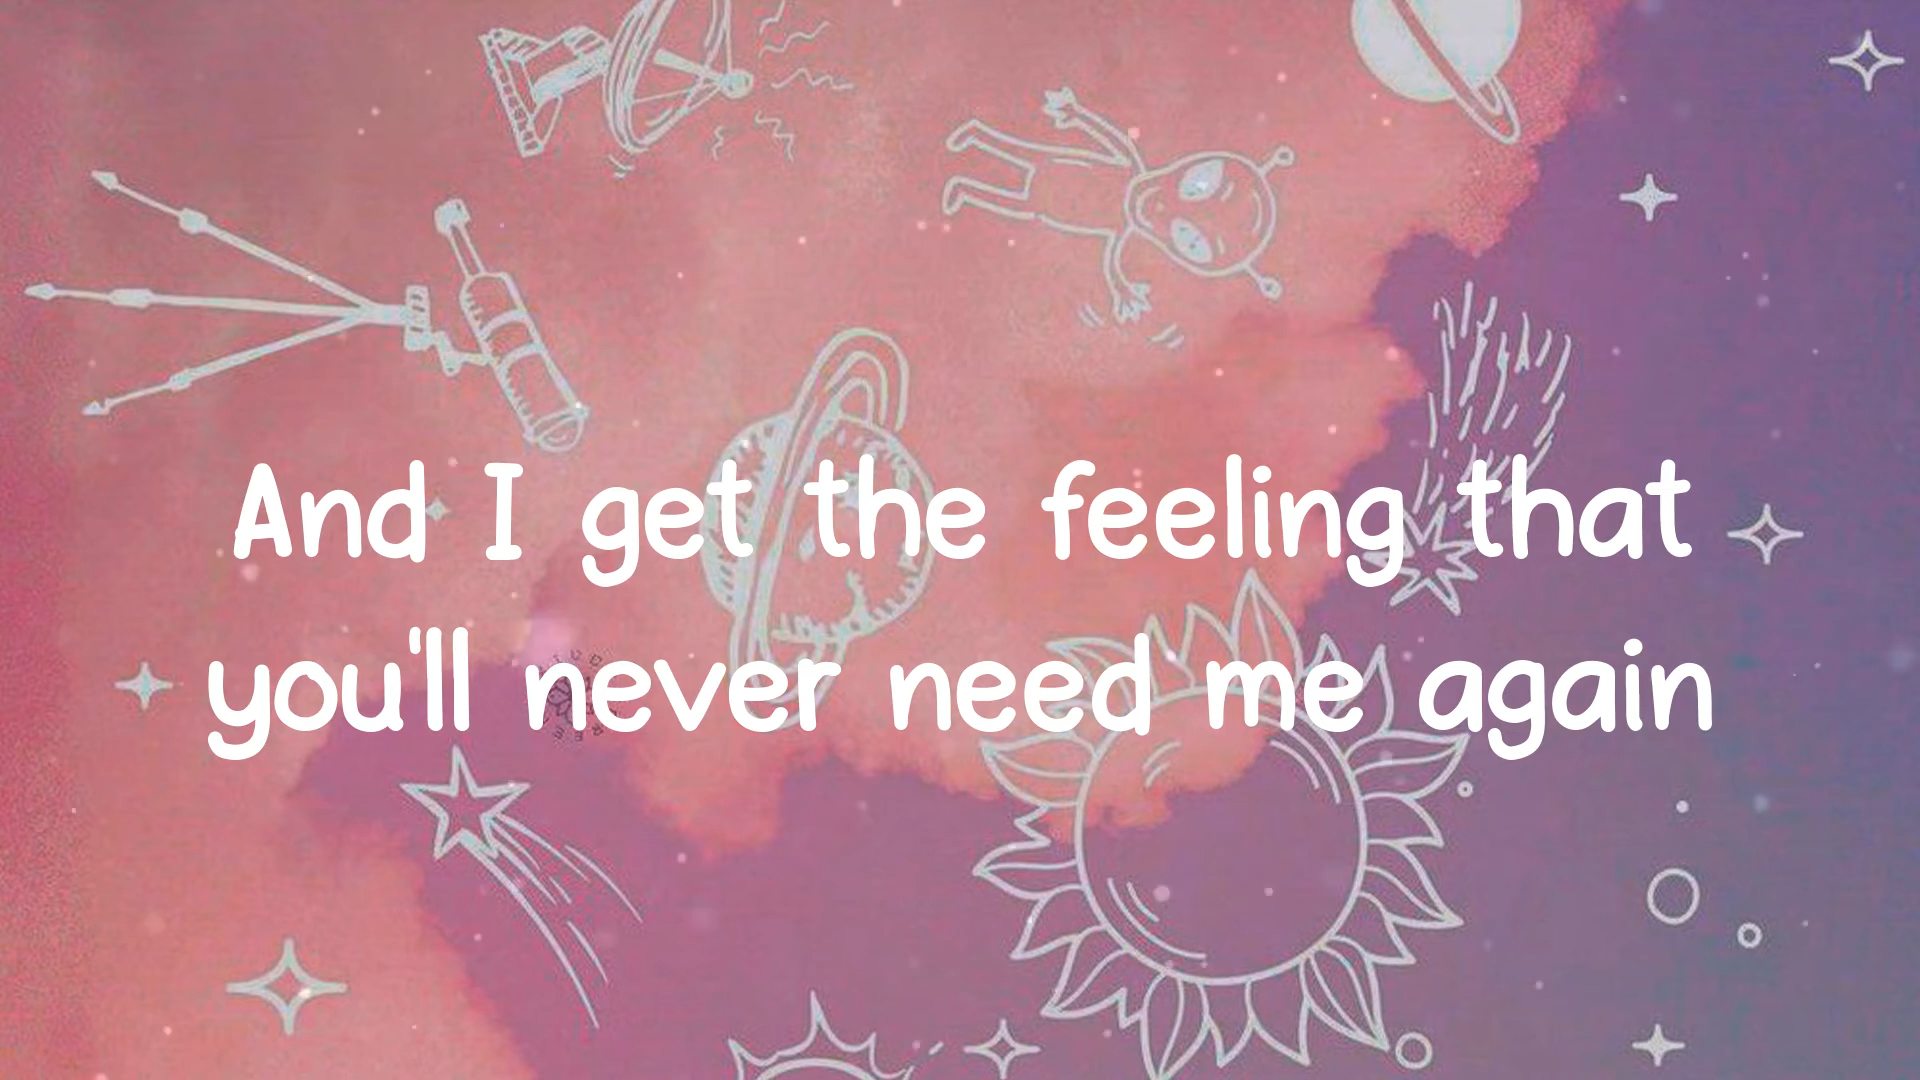 And I get the feeling that
you'll never need me again